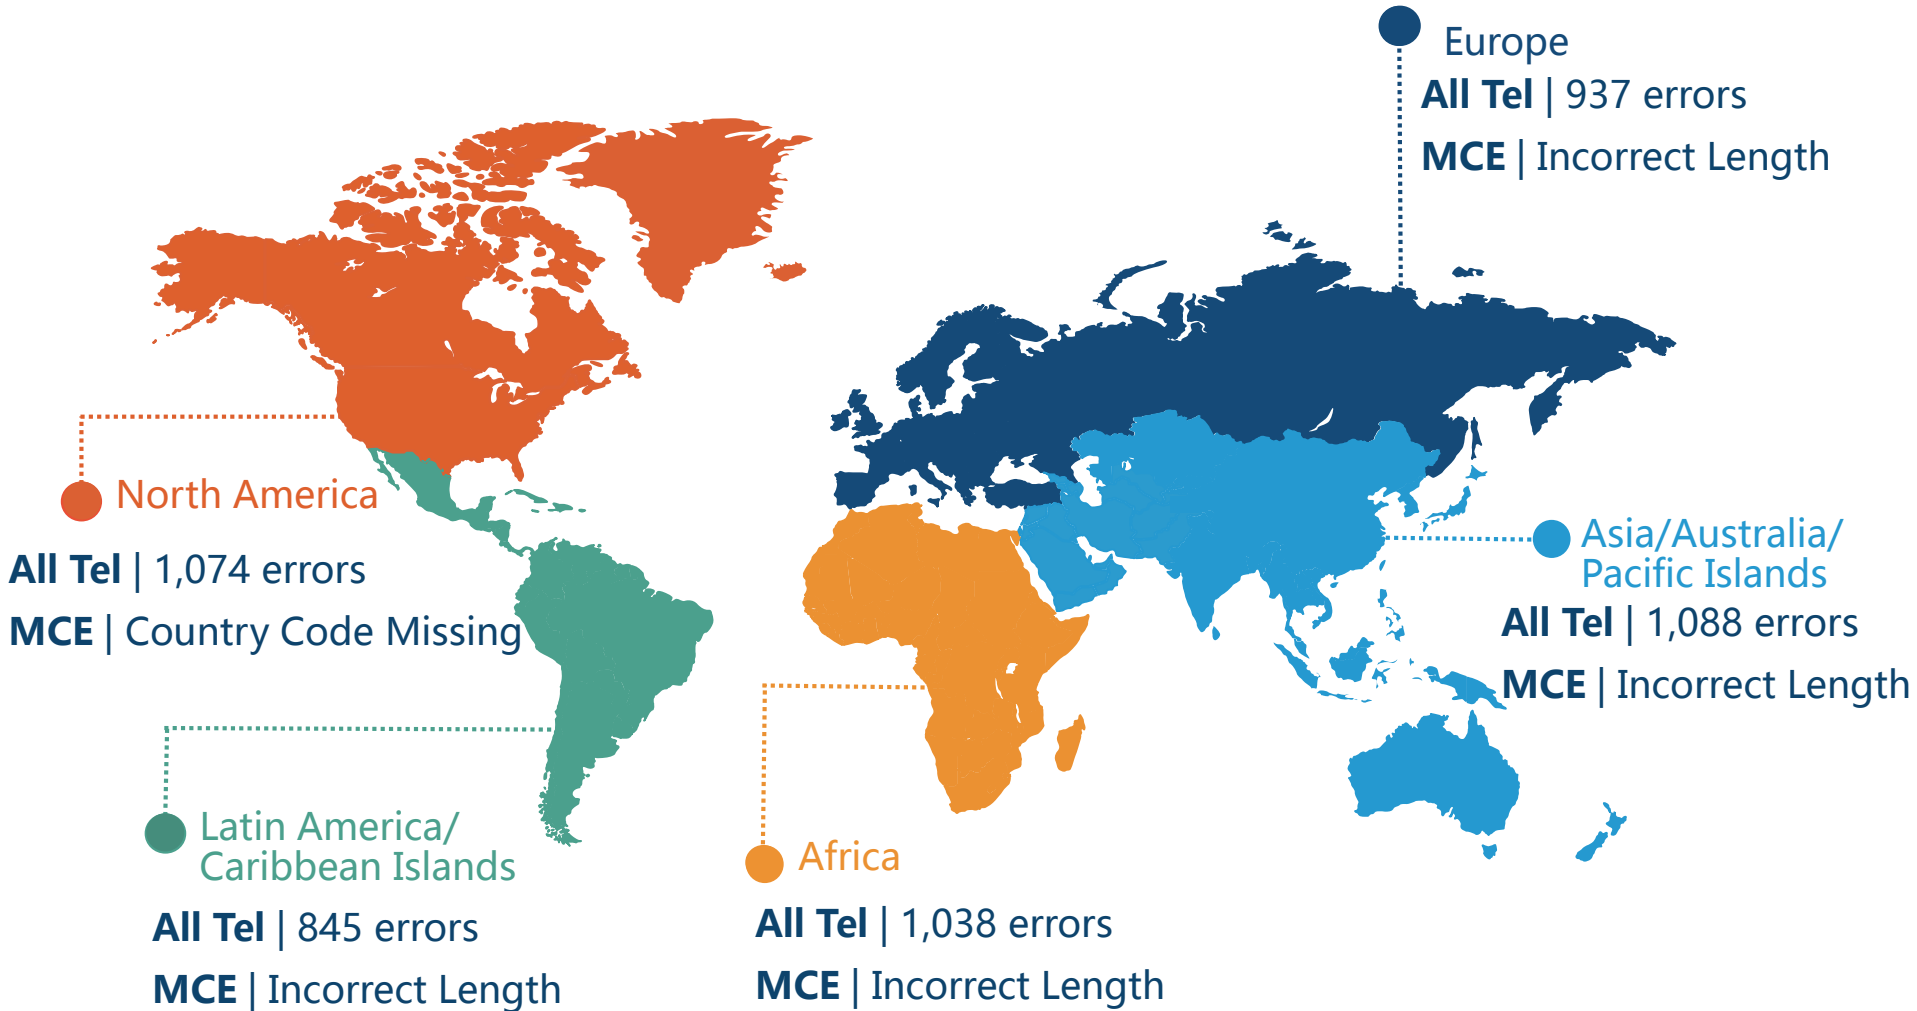 Europe
All Tel | 937 errors
MCE | Incorrect Length
North America
All Tel | 1,074 errors
MCE | Country Code Missing
Asia/Australia/
Pacific Islands
All Tel | 1,088 errors
MCE | Incorrect Length
Latin America/
Caribbean Islands
All Tel | 845 errors
MCE | Incorrect Length
Africa
All Tel | 1,038 errors
MCE | Incorrect Length